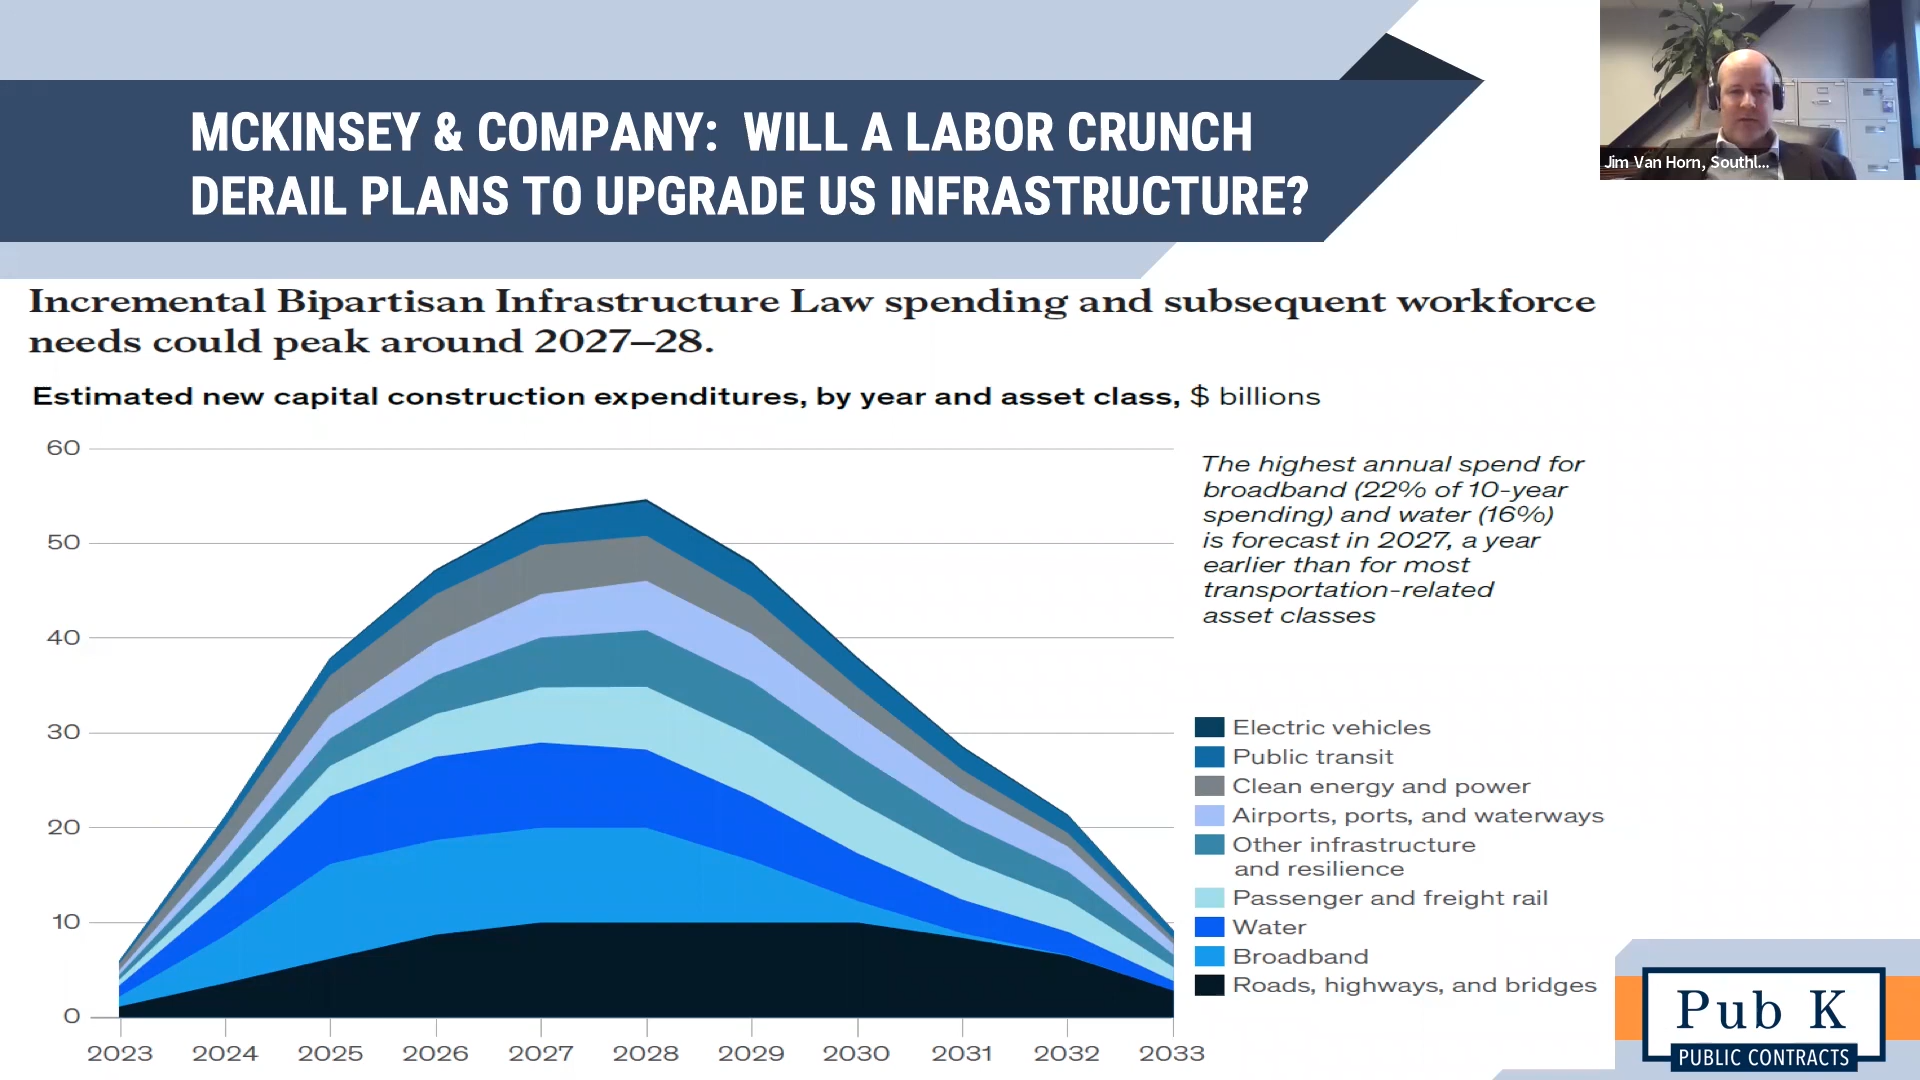 MCKINSEY & COMPANY: WILL A LABOR CRUNCH
DERAIL PLANS TO UPGRADE US INFRASTRUCTURE?
Jim Van Horn, Southl...
Incremental Bipartisan Infrastructure Law spending and subsequent workforce
needs could peak around 2027–28.
Estimated new capital construction expenditures, by year and asset class, $ billions
60
50
40
30
20
10
0
2023 2024 2025 2026 2027 2028 2029 2030 2031 2032 2033
The highest annual spend for
broadband (22% of 10-year
spending) and water (16%)
is forecast in 2027, a year
earlier than for most
transportation-related
asset classes
Electric vehicles
Public transit
Clean energy and power
Airports, ports, and waterways
Other infrastructure
and resilience
Passenger and freight rail
Water
Broadband
Roads, highways, and bridges
Pub K
PUBLIC CONTRACTS